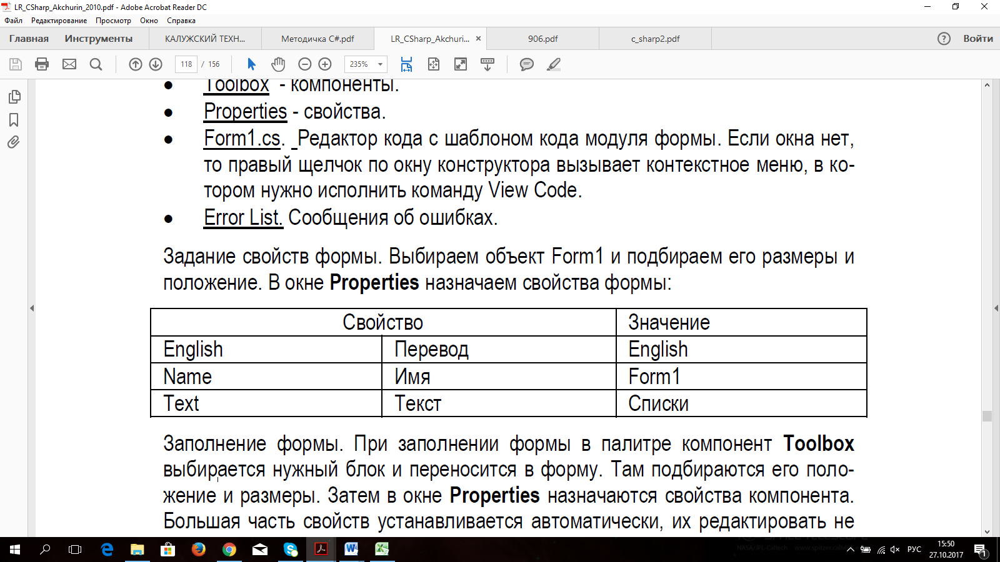 LR_CSharp_Akchurin_2010.pdf - Adobe Acrobat Reader DC
Файл Редактирование Просмотр Окно Справка
Главная Инструменты КАЛУЖСКИЙ ТЕХН... Методичка C#.pdf LR_CSharp_Akchuri... 906.pdf c_sharp2.pdf Войти
118 / 156 235%
Toolbox - компоненты.
Properties - свойства.
Form1.cs. Редактор кода с шаблоном кода модуля формы. Если окна нет,
то правый щелчок по окну конструктора вызывает контекстное меню, в ко-
тором нужно исполнить команду View Code.
Error List. Сообщения об ошибках.
Задание свойств формы. Выбираем объект Form1 и подбираем его размеры и
положение. В окне Properties назначаем свойства формы:
Свойство Значение
English Перевод English
Name Имя Form1
Text Текст Списки
Заполнение формы. При заполнении формы в палитре компонент Toolbox
выбирается нужный блок и переносится в форму. Там подбираются его поло-
жение и размеры. Затем в окне Properties назначаются свойства компонента.
Большая часть свойств устанавливается автоматически, их редактировать не
РУС 15:50
27.10.2017
1